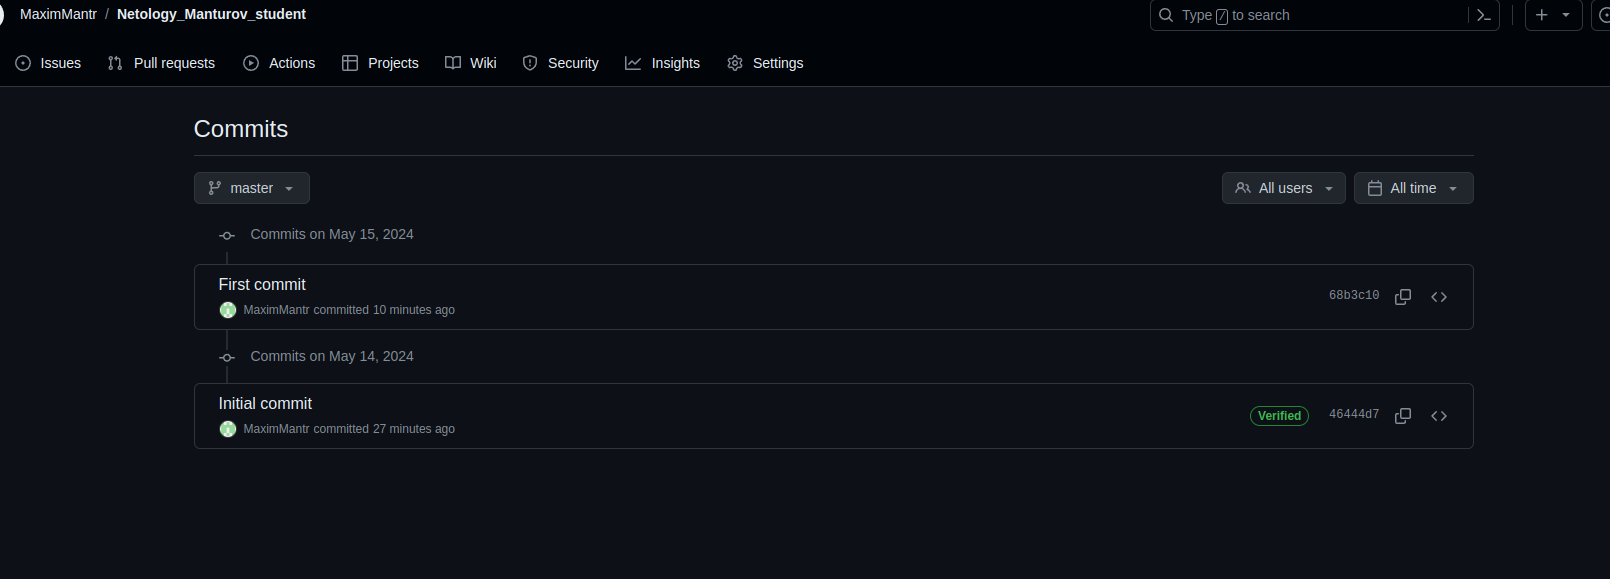 MaximMantr / Netology_Manturov_student
Type / to search
Issues Pull requests Actions Projects Wiki Security Insights Settings
Commits
master All users All time
Commits on May 15, 2024
First commit
68b3c10
MaximMantr committed 10 minutes ago
Commits on May 14, 2024
Initial commit
Verified 46444d7
MaximMantr committed 27 minutes ago